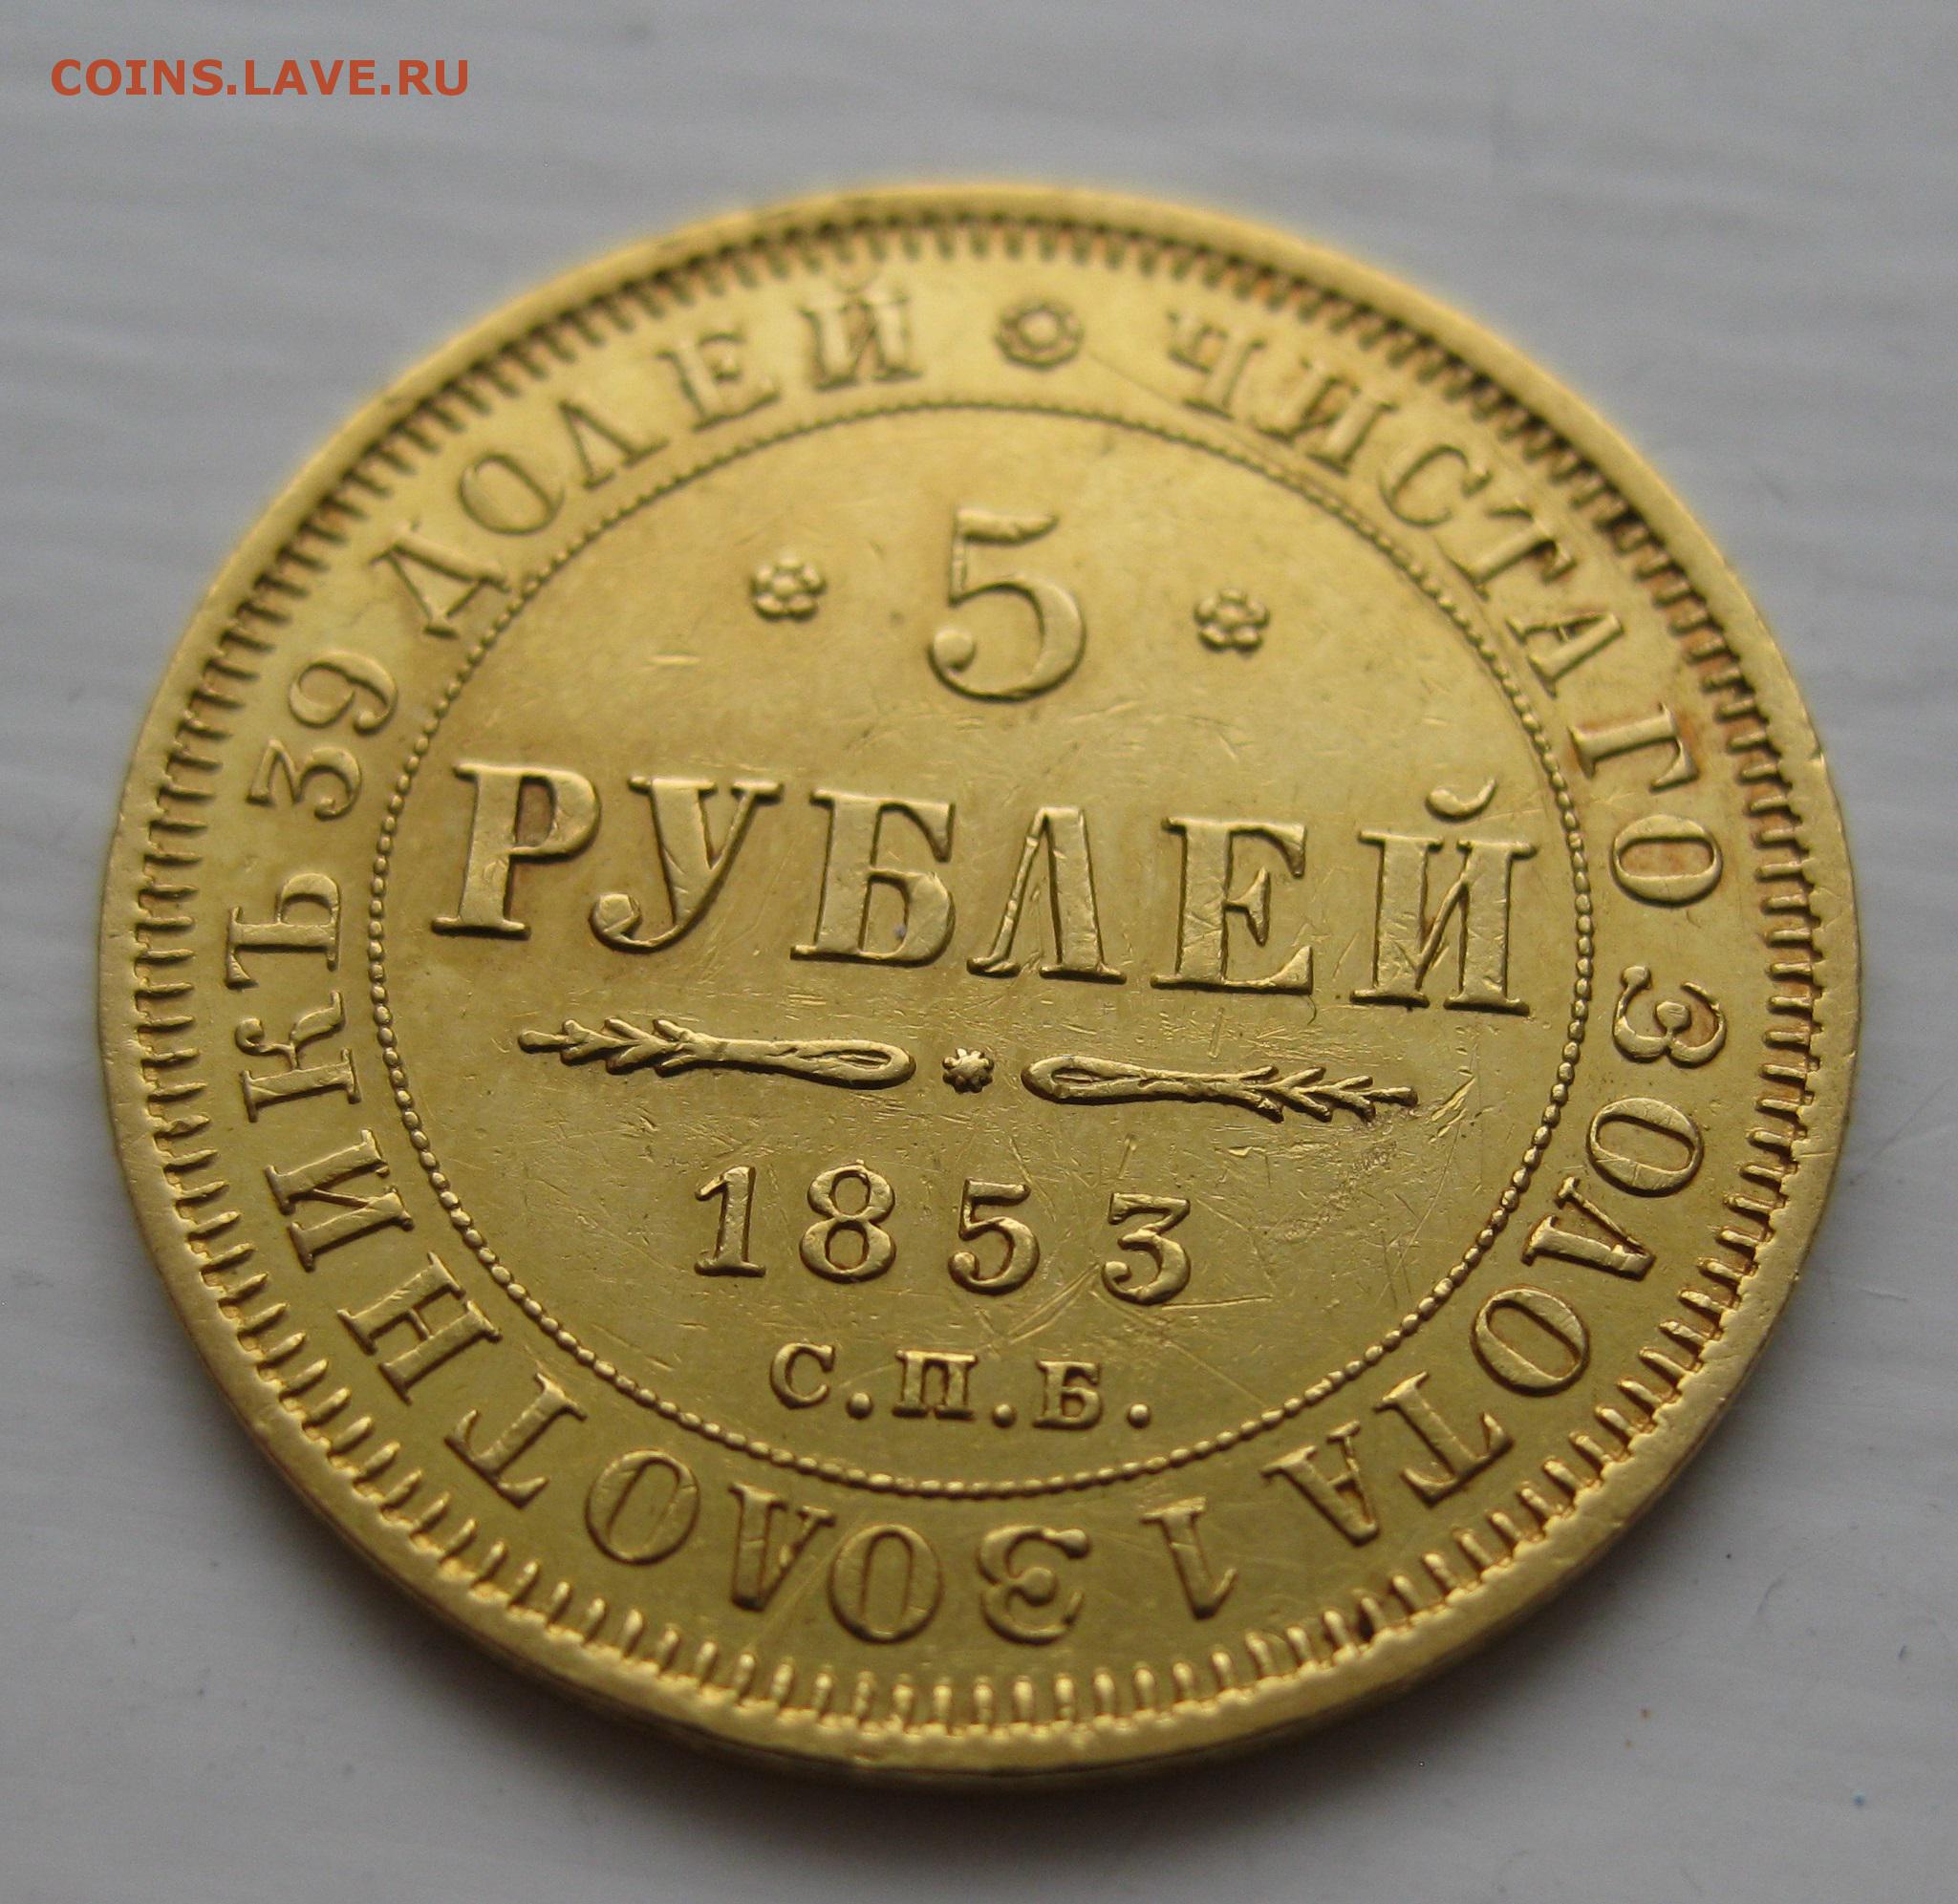 COINS.LAVE.RU
ЧИСТАГО ЗОЛОТА 1 ЗОЛОТНИКЪ 39 ДОЛЕЙ
5
РУБЛЕЙ
1853
С.П.Б.